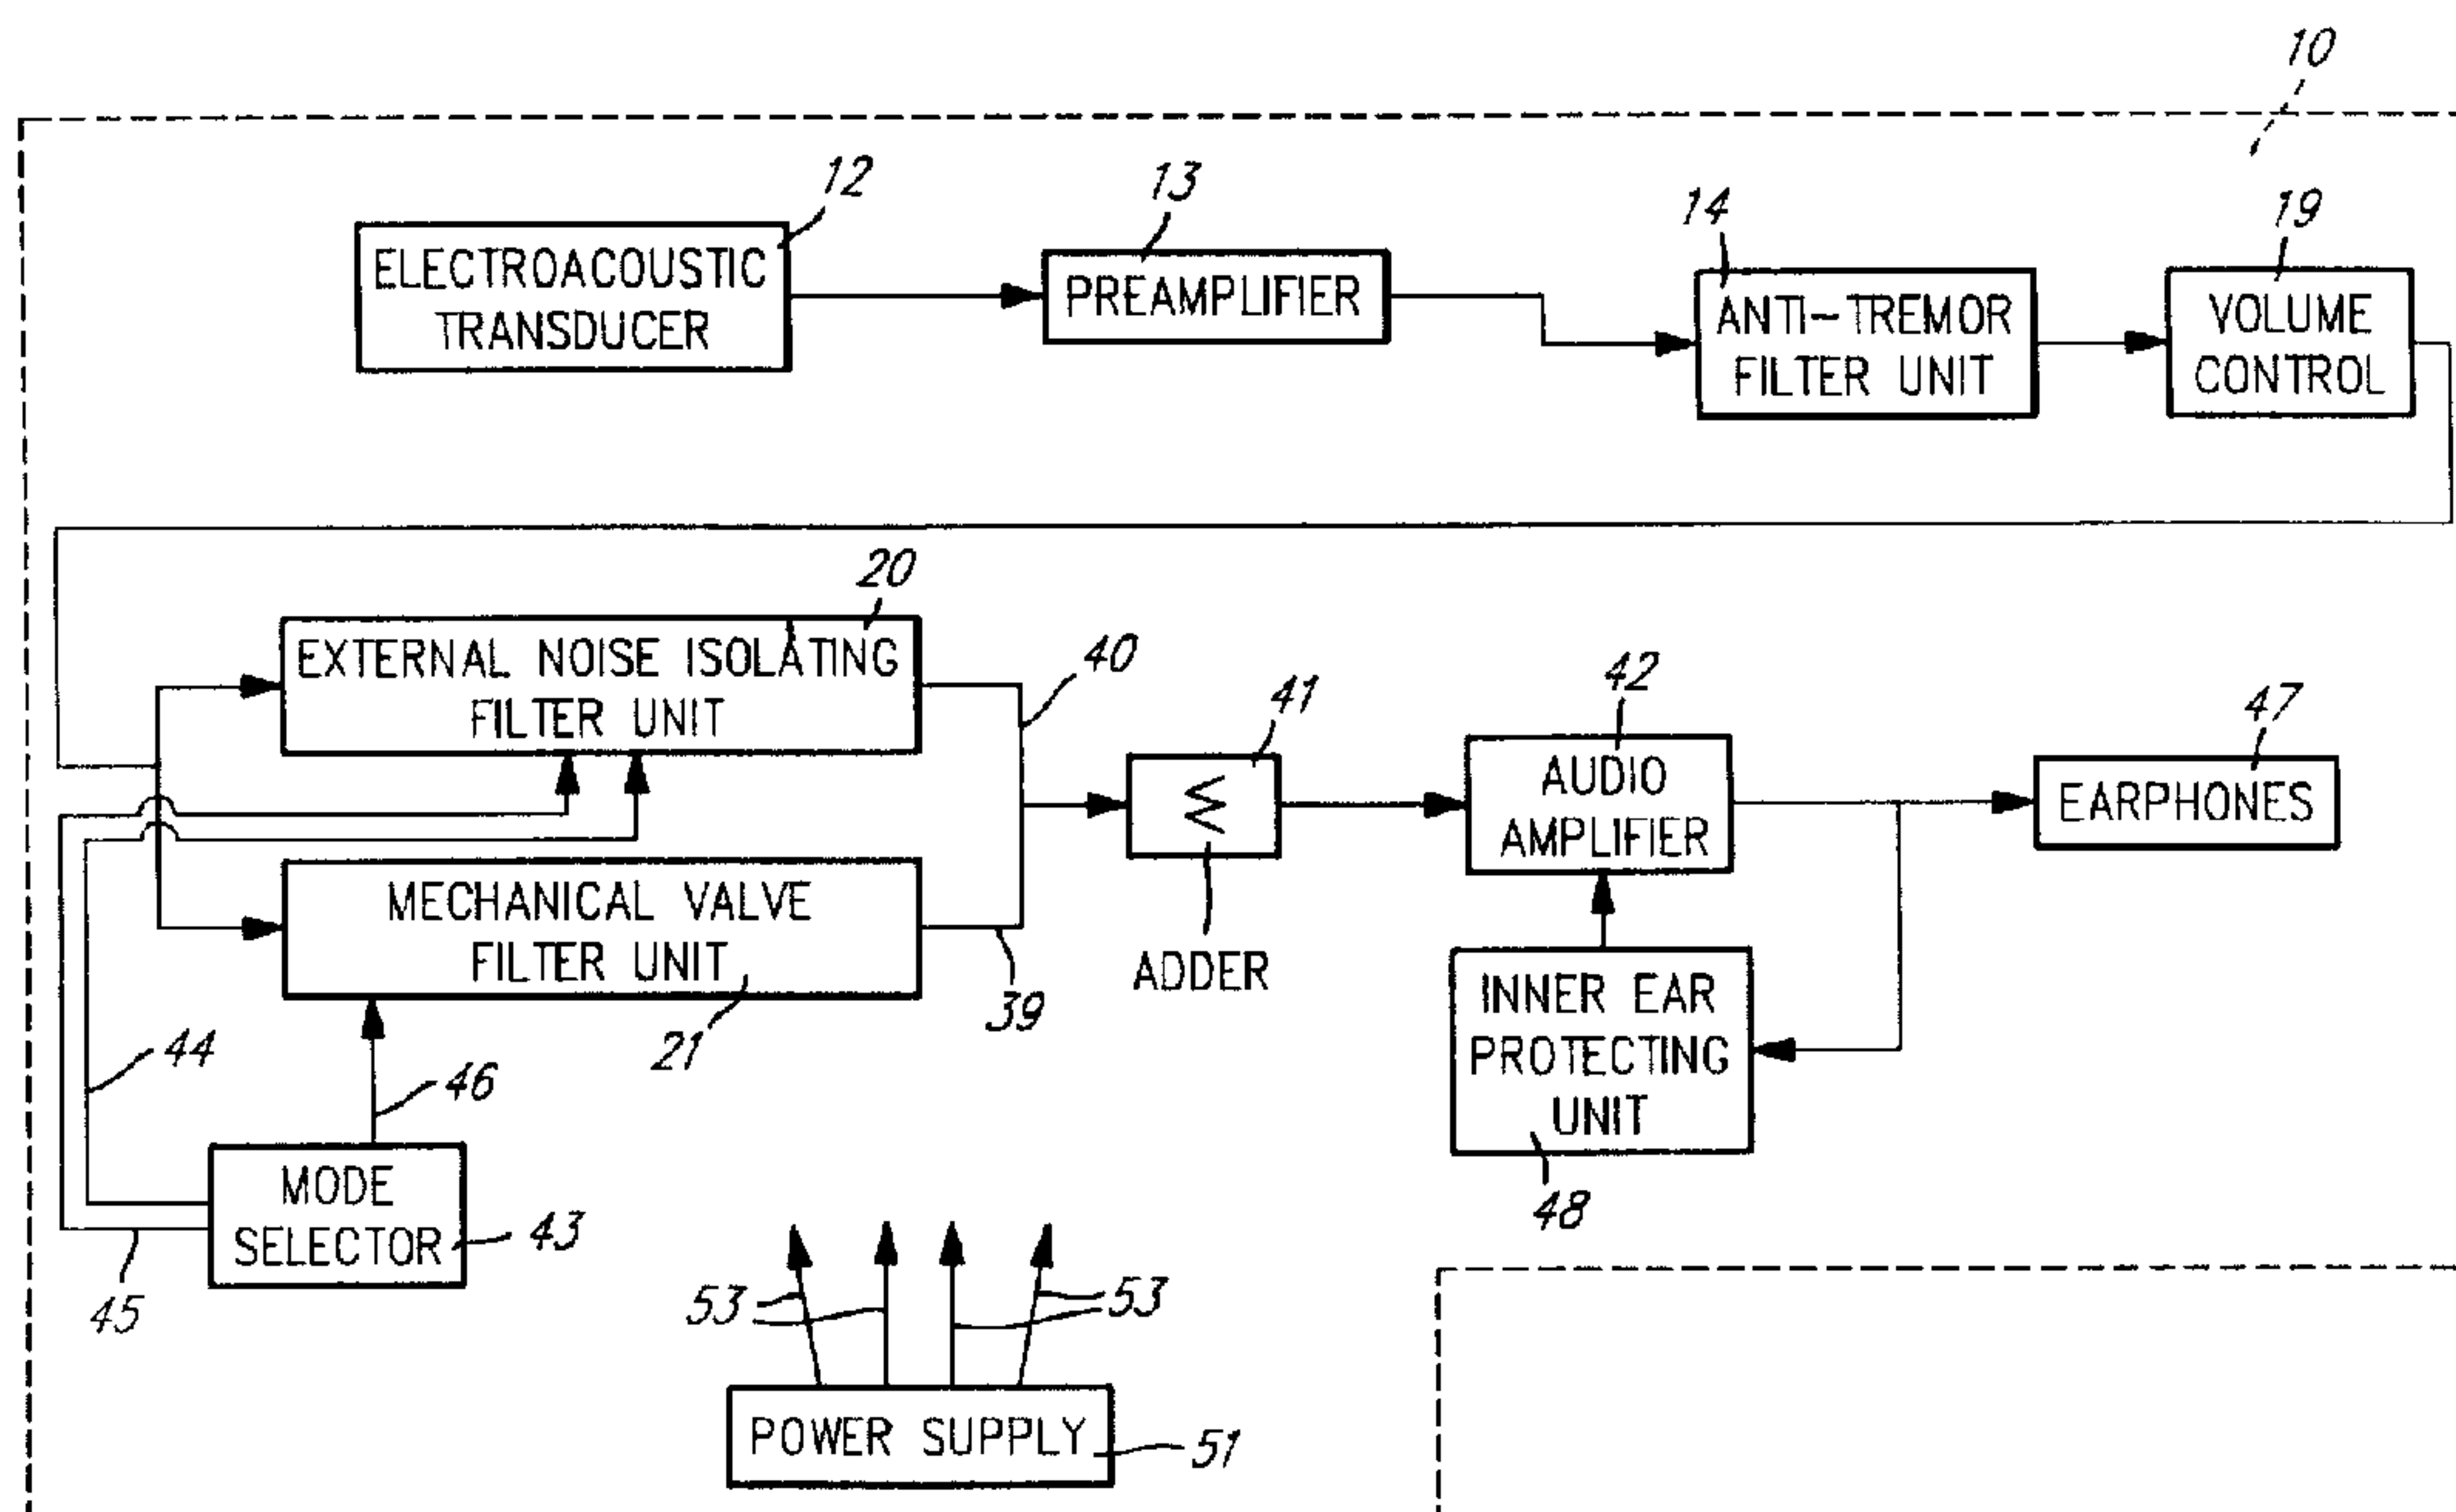 10
12
13
14
19
ELECTROACOUSTIC
TRANSDUCER
PREAMPLIFIER
ANTI-TREMOR
FILTER UNIT
VOLUME
CONTROL
20
EXTERNAL NOISE ISOLATING
FILTER UNIT
40
41
Σ
ADDER
42
AUDIO
AMPLIFIER
47
EARPHONES
MECHANICAL VALVE
FILTER UNIT
21
39
INNER EAR
PROTECTING
UNIT
48
44
46
MODE
SELECTOR
43
45
53
53
POWER SUPPLY
51